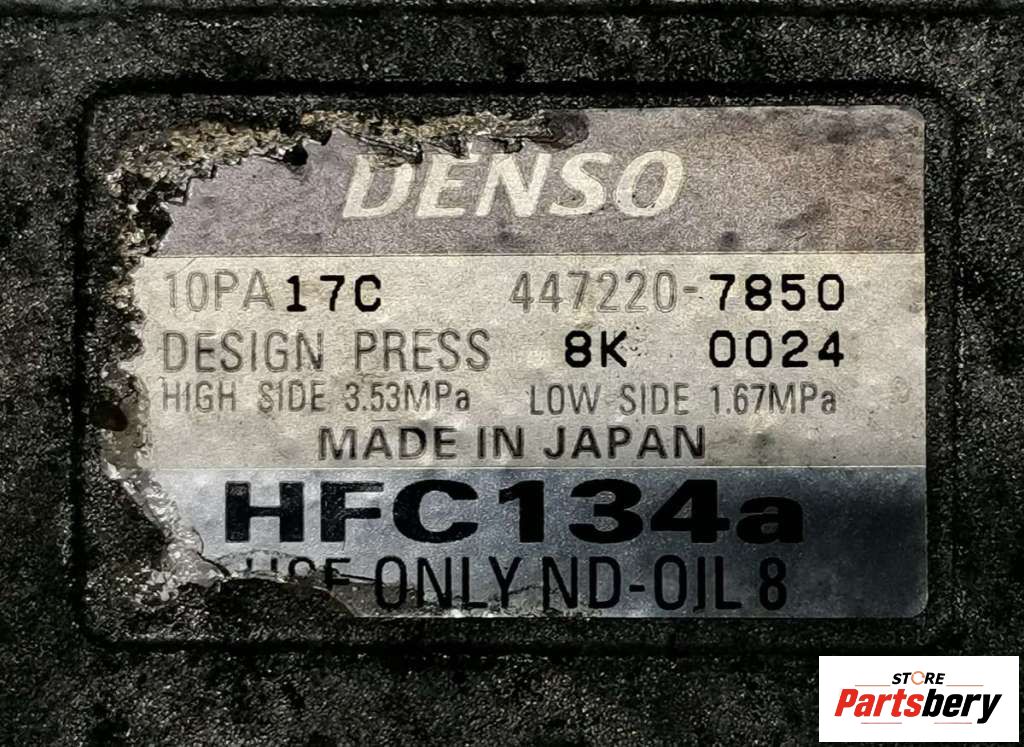 DENSO
10PA17C 447220-7850
DESIGN PRESS 8K 0024
HIGH SIDE 3.53MPa LOW SIDE 1.67MPa
MADE IN JAPAN
HFC134a
USE ONLY ND-OIL 8
STORE
Partsbery